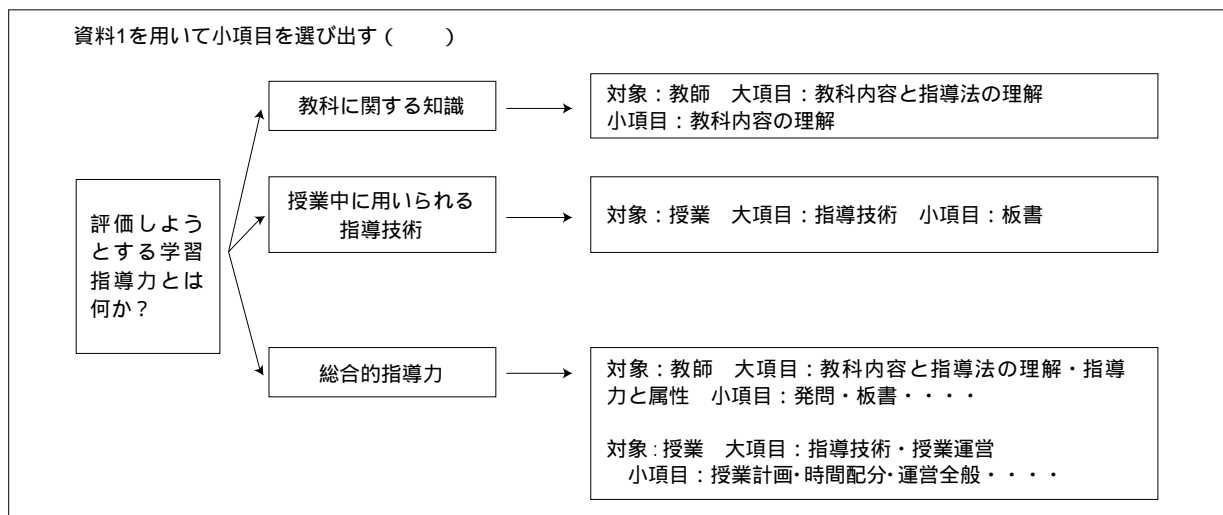 資料1を用いて小項目を選び出す（　　）
教科に関する知識
対象：教師　大項目：教科内容と指導法の理解
小項目：教科内容の理解
評価しよう
とする学習
指導力とは
何か？
授業中に用いられる
指導技術
対象：授業　大項目：指導技術　小項目：板書
総合的指導力
対象：教師　大項目：教科内容と指導法の理解・指導
力と属性　小項目：発問・板書・・・・
対象：授業　大項目：指導技術・授業運営
小項目：授業計画・時間配分・運営全般・・・・